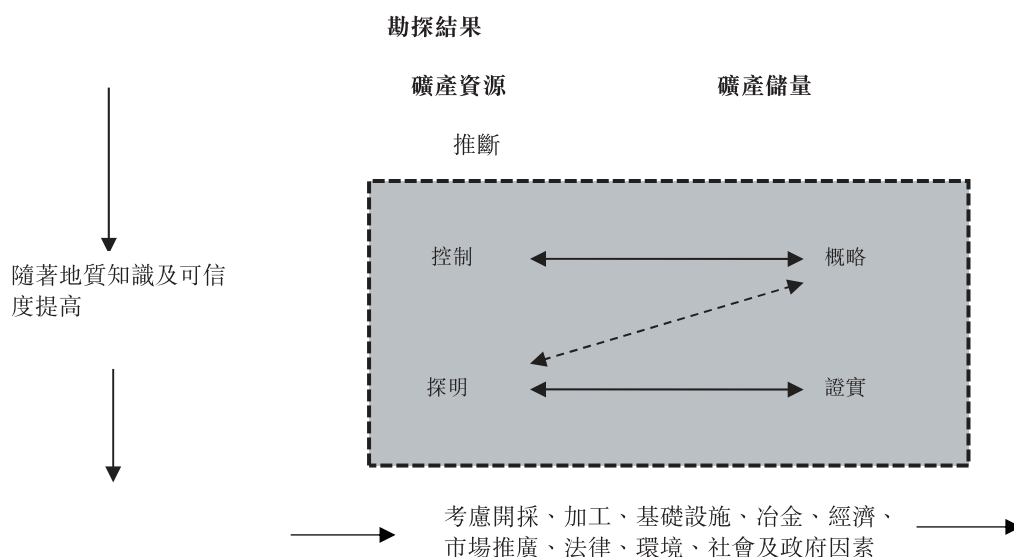 勘探結果
礦產資源
礦產儲量
推斷
控制
概略
隨著地質知識及可信
度提高
探明
證實
考慮開採、加工、基礎設施、冶金、經濟、
市場推廣、法律、環境、社會及政府因素